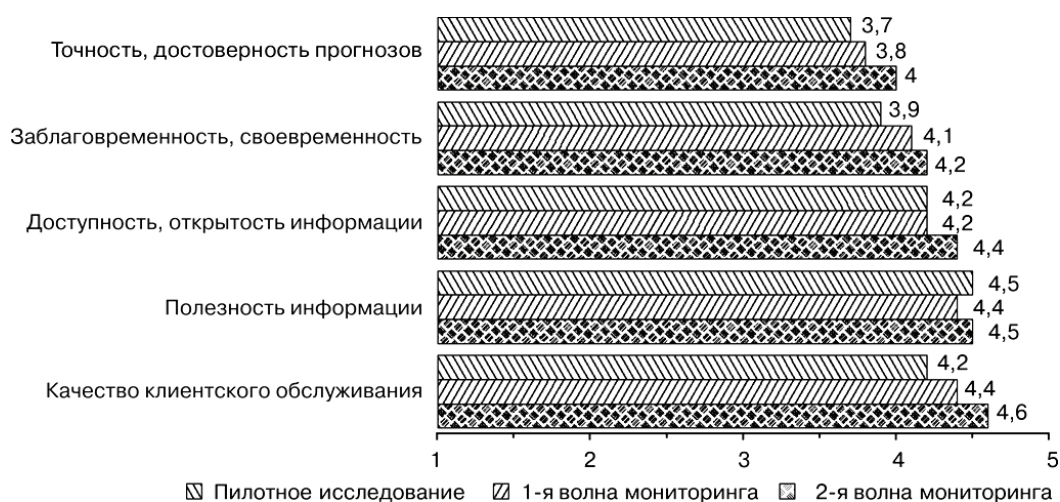 3,7
Точность, достоверность прогнозов
3,8
4
3,9
Заблаговременность, своевременность
4,1
4,2
4,2
Доступность, открытость информации
4,2
4,4
4,5
Полезность информации
4,4
4,5
4,2
Качество клиентского обслуживания
4,4
4,6
1 2 3 4 5
Пилотное исследование 1-я волна мониторинга 2-я волна мониторинга